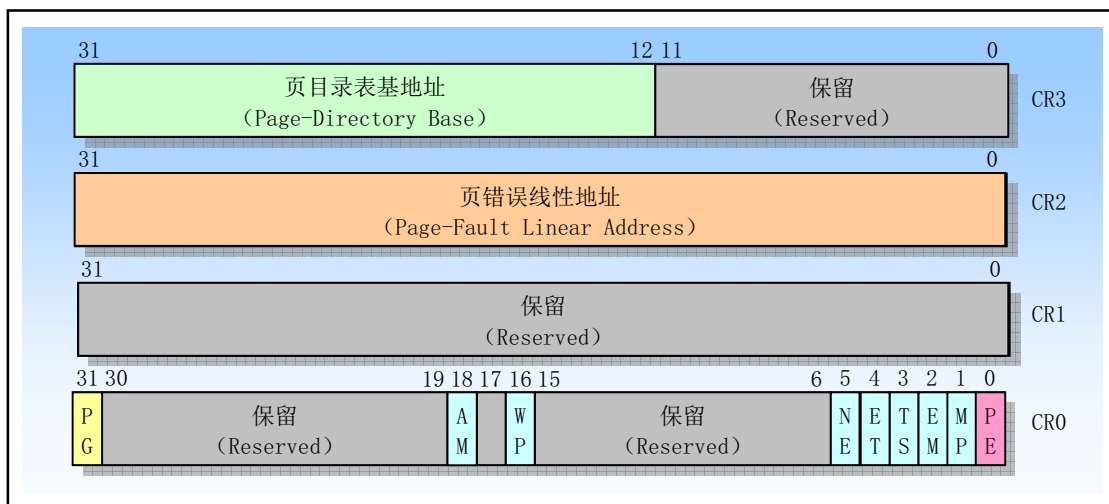 31 12 11 0
页目录表基地址 保留
（Page-Directory Base） （Reserved） CR3
31 0
页错误线性地址 CR2
（Page-Fault Linear Address）
31 0
保留
（Reserved） CR1
31 30 19 18 17 16 15 6 5 4 3 2 1 0
P 保留 A W 保留 N E T E M P CR0
G （Reserved） M P （Reserved） E T S M P E